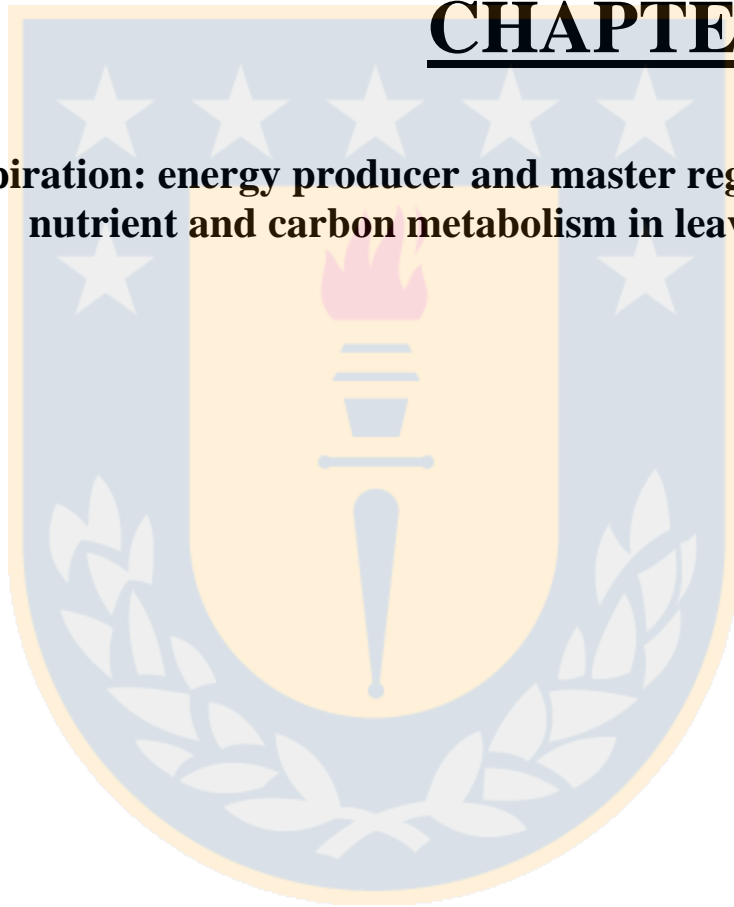 CHAPTE
piration: energy producer and master reg
nutrient and carbon metabolism in leav